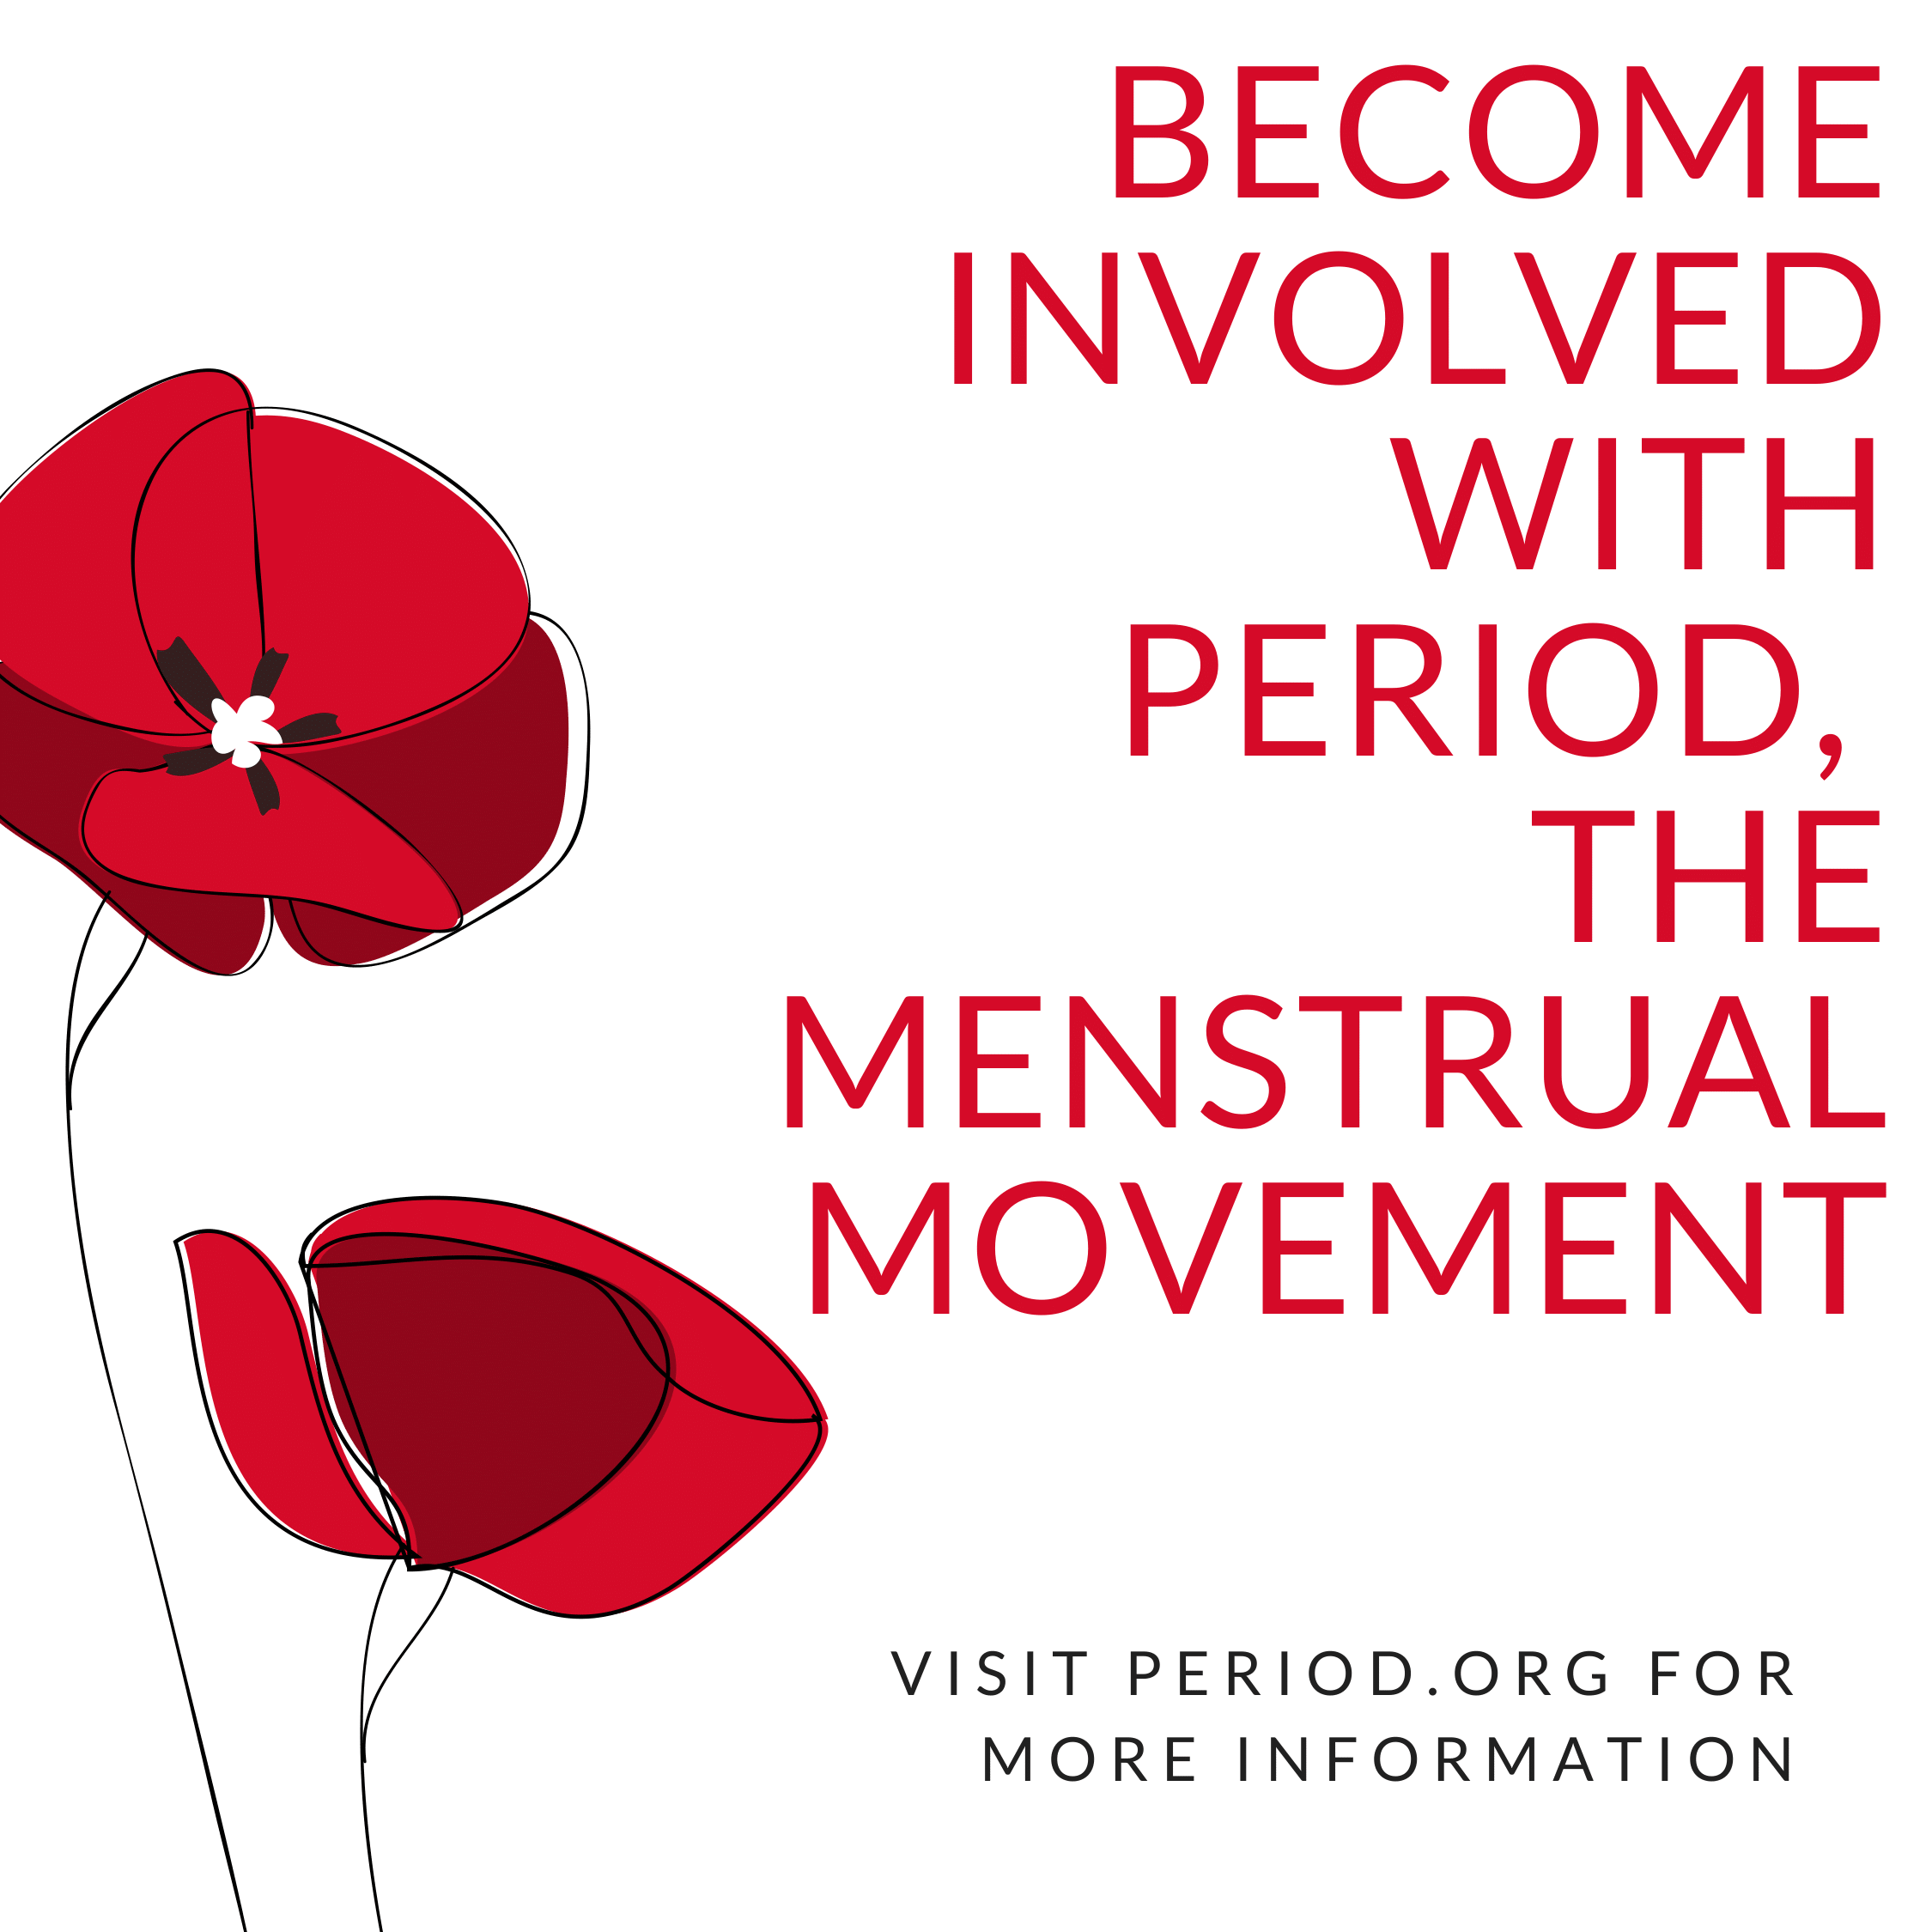 BECOME
INVOLVED
WITH
PERIOD,
THE
MENSTRUAL
MOVEMENT
VISIT PERIOD.ORG FOR
MORE INFORMATION